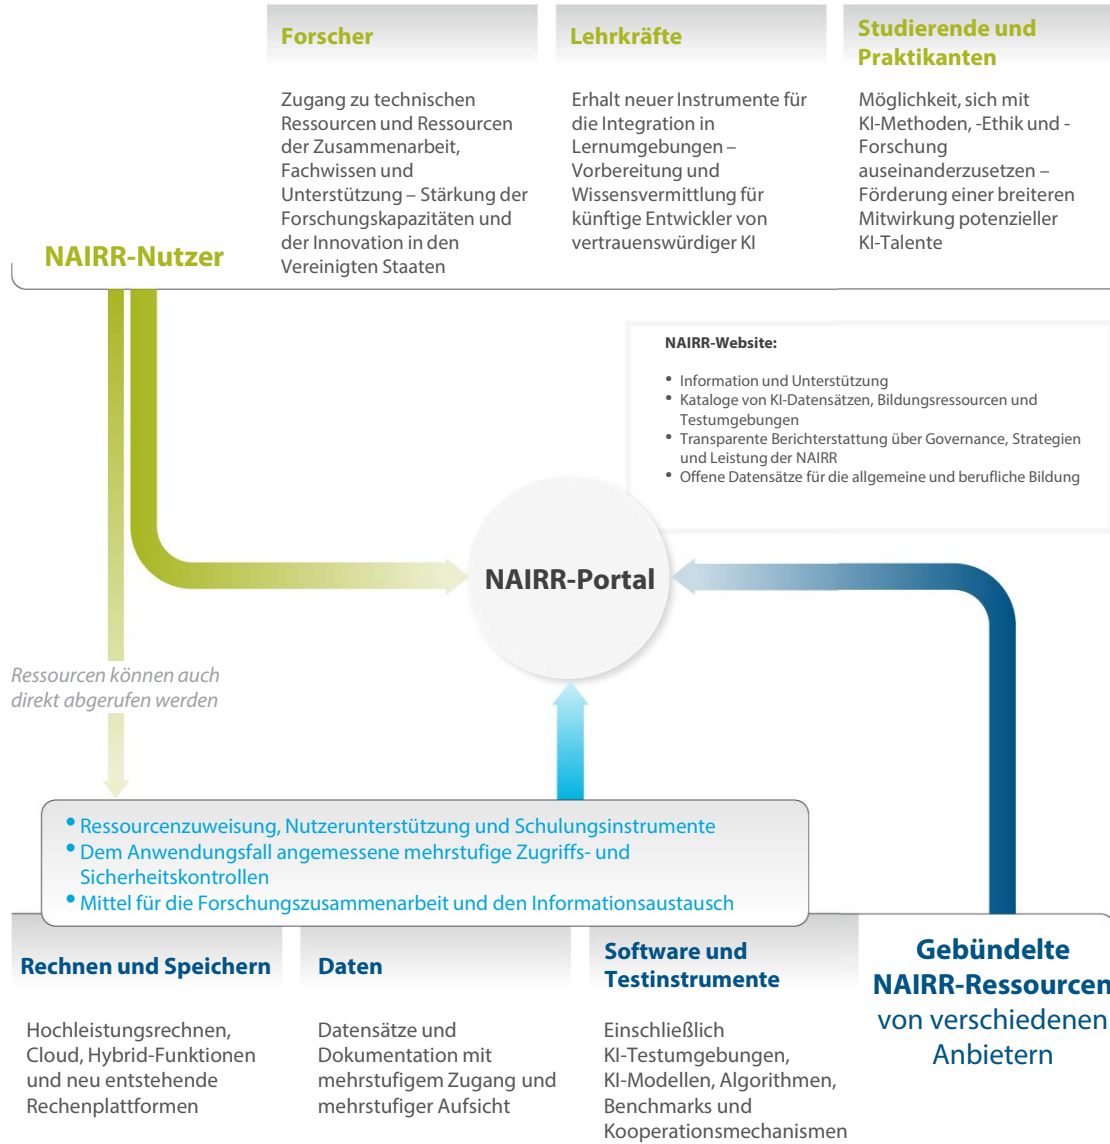 Forscher
Zugang zu technischen
Ressourcen und Ressourcen
der Zusammenarbeit,
Fachwissen und
Unterstützung – Stärkung der
Forschungskapazitäten und
der Innovation in den
Vereinigten Staaten
Lehrkräfte
Erhalt neuer Instrumente für
die Integration in
Lernumgebungen –
Vorbereitung und
Wissensvermittlung für
künftige Entwickler von
vertrauenswürdiger KI
Studierende und
Praktikanten
Möglichkeit, sich mit
KI-Methoden, -Ethik und -
Forschung
auseinanderzusetzen –
Förderung einer breiteren
Mitwirkung potenzieller
KI-Talente
NAIRR-Nutzer
NAIRR-Website:
• Information und Unterstützung
• Kataloge von KI-Datensätzen, Bildungsressourcen und
Testumgebungen
• Transparente Berichterstattung über Governance, Strategien
und Leistung der NAIRR
• Offene Datensätze für die allgemeine und berufliche Bildung
NAIRR-Portal
Ressourcen können auch
direkt abgerufen werden
• Ressourcenzuweisung, Nutzerunterstützung und Schulungsinstrumente
• Dem Anwendungsfall angemessene mehrstufige Zugriffs- und
Sicherheitskontrollen
• Mittel für die Forschungszusammenarbeit und den Informationsaustausch
Rechnen und Speichern
Hochleistungsrechnen,
Cloud, Hybrid-Funktionen
und neu entstehende
Rechenplattformen
Daten
Datensätze und
Dokumentation mit
mehrstufigem Zugang und
mehrstufiger Aufsicht
Software und
Testinstrumente
Einschließlich
KI-Testumgebungen,
KI-Modellen, Algorithmen,
Benchmarks und
Kooperationsmechanismen
Gebündelte
NAIRR-Ressourcen
von verschiedenen
Anbietern